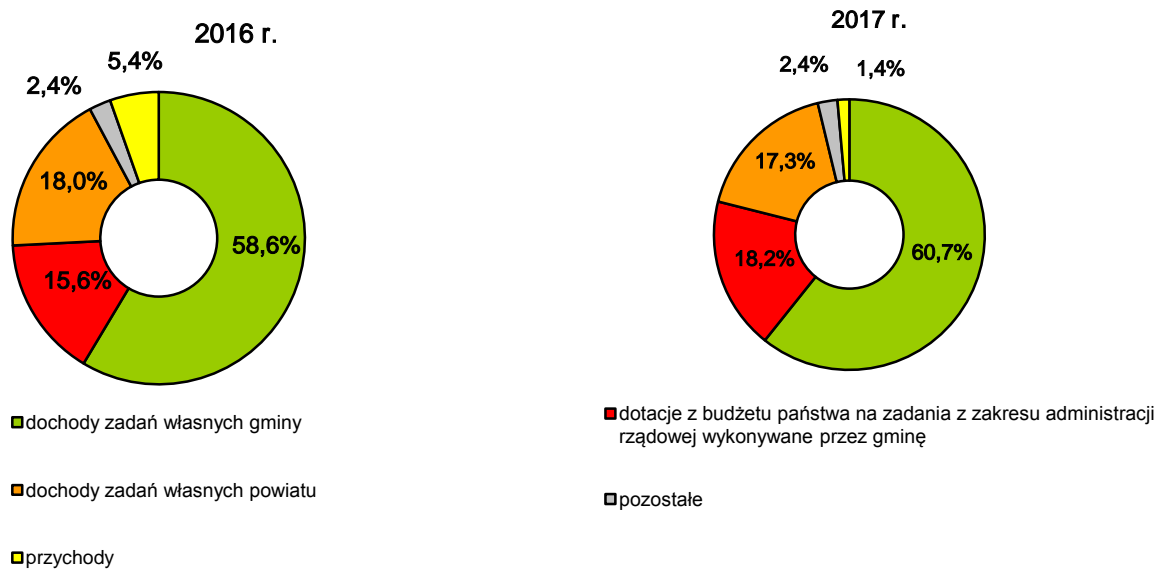 2016 r.
5,4%
2,4%
18,0%
58,6%
15,6%
2017 r.
2,4%
1,4%
17,3%
18,2%
60,7%
dochody zadań własnych gminy
dotacje z budżetu państwa na zadania z zakresu administracji
rządowej wykonywane przez gminę
dochody zadań własnych powiatu
pozostałe
przychody